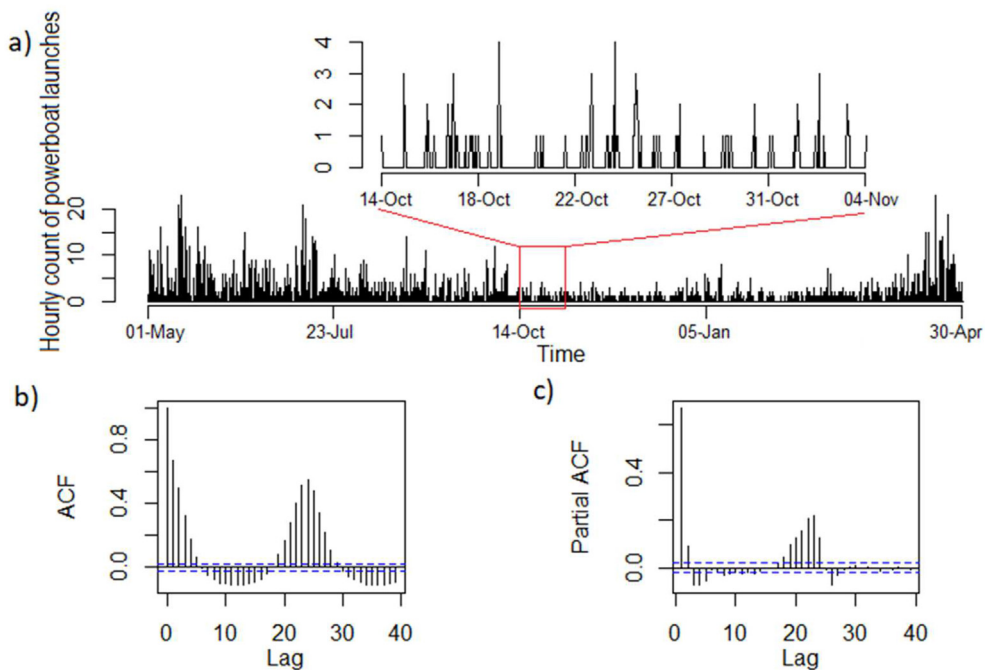 a)
Hourly count of powerboat launches
4
3
2
1
0
14-Oct 18-Oct 22-Oct 27-Oct 31-Oct 04-Nov
20
10
0
01-May 23-Jul 14-Oct 05-Jan 30-Apr
Time
b)
ACF
0.8
0.4
0.0
0 10 20 30 40
Lag
c)
Partial ACF
0.4
0.0
0 10 20 30 40
Lag